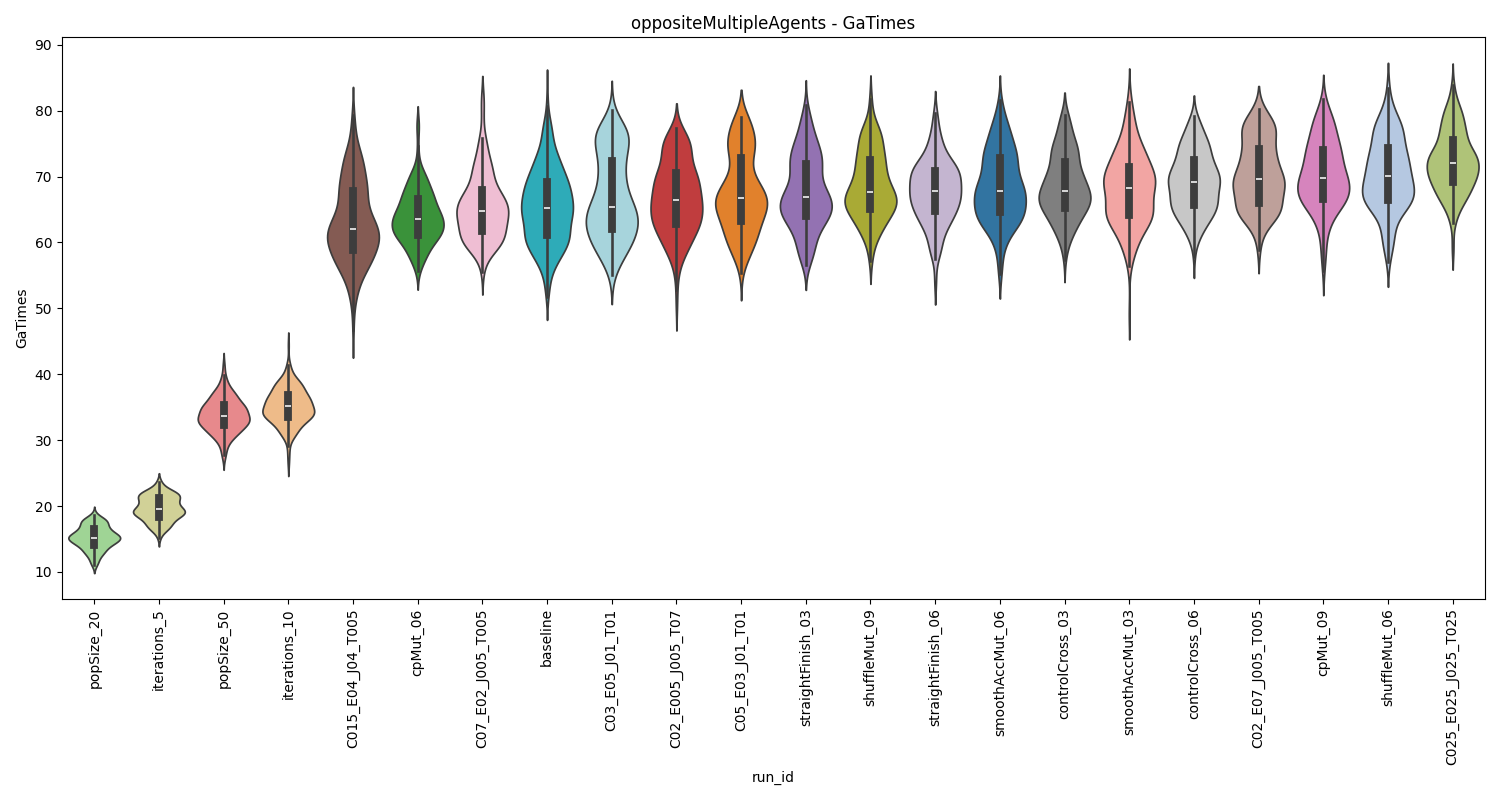 oppositeMultipleAgents - GaTimes
GaTimes
90
80
70
60
50
40
30
20
10
popSize_20
iterations_5
popSize_50
iterations_10
C015_E04_J04_T005
cpMut_06
C07_E02_J005_T005
baseline
C03_E05_J01_T01
C02_E005_J005_T07
C05_E03_J01_T01
straightFinish_03
shuffleMut_09
straightFinish_06
smoothAccMut_06
controlCross_03
smoothAccMut_03
controlCross_06
C02_E07_J005_T005
cpMut_09
shuffleMut_06
C025_E025_J025_T025
run_id